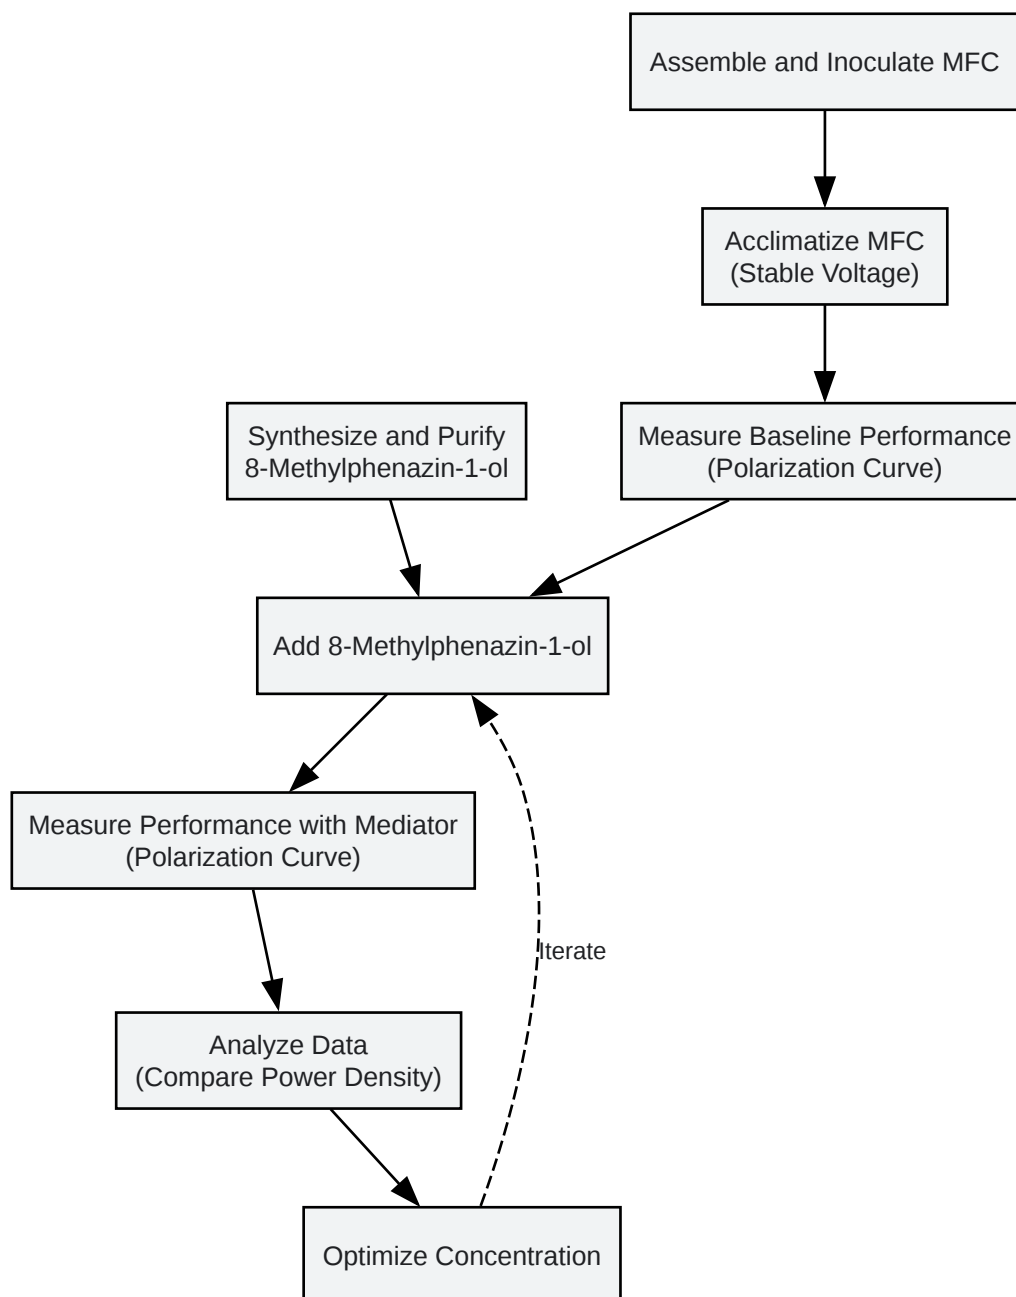 Assemble and Inoculate MFC
Acclimatize MFC
(Stable Voltage)
Synthesize and Purify
8-Methylphenazin-1-ol
Measure Baseline Performance
(Polarization Curve)
Add 8-Methylphenazin-1-ol
Measure Performance with Mediator
(Polarization Curve)
Iterate
Analyze Data
(Compare Power Density)
Optimize Concentration